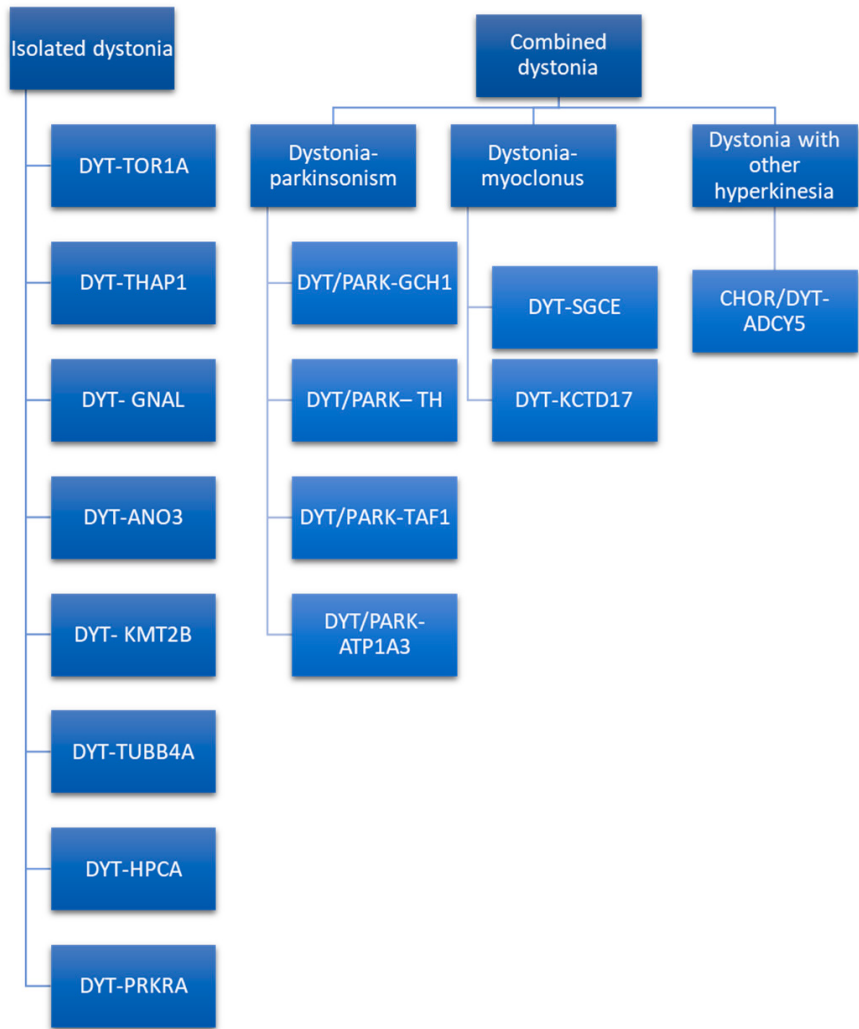 Isolated dystonia
DYT-TOR1A
DYT-THAP1
DYT- GNAL
DYT-ANO3
DYT- KMT2B
DYT-TUBB4A
DYT-HPCA
DYT-PRKRA
Combined
dystonia
Dystonia-
parkinsonism
DYT/PARK-GCH1
DYT/PARK– TH
DYT/PARK-TAF1
DYT/PARK-
ATP1A3
Dystonia-
myoclonus
DYT-SGCE
DYT-KCTD17
Dystonia with
other
hyperkinesia
CHOR/DYT-
ADCY5